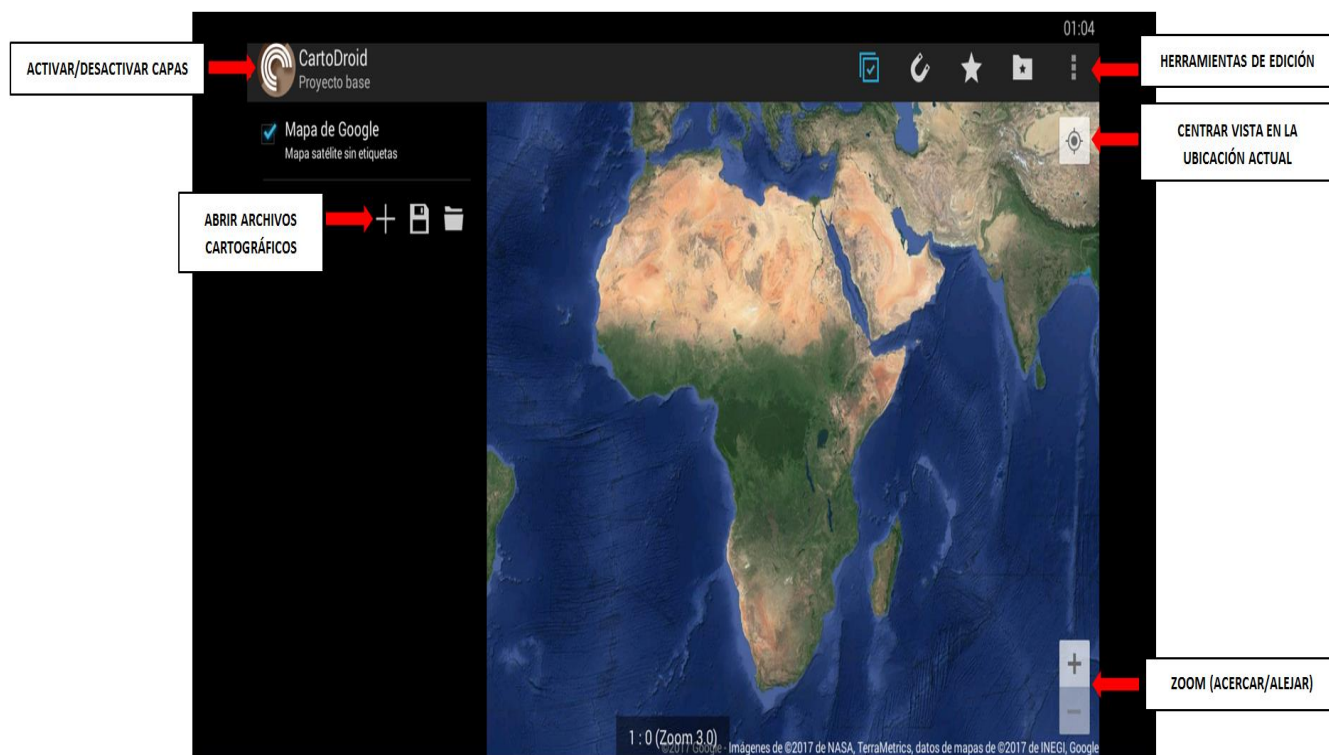 01:04
ACTIVAR/DESACTIVAR CAPAS
CartoDroid
Proyecto base
HERRAMIENTAS DE EDICIÓN
Mapa de Google
Mapa satélite sin etiquetas
CENTRAR VISTA EN LA
UBICACIÓN ACTUAL
ABRIR ARCHIVOS
CARTOGRÁFICOS
ZOOM (ACERCAR/ALEJAR)
1 : 0 (Zoom 3.0)
©2017 Google - Imágenes de ©2017 de NASA, TerraMetrics, datos de mapas de ©2017 de INEGI, Google